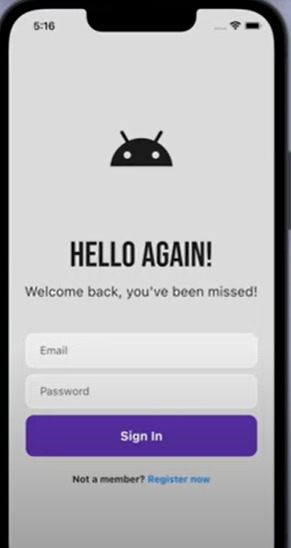 5:16
HELLO AGAIN!
Welcome back, you've been missed!
Email
Password
Sign In
Not a member? Register now